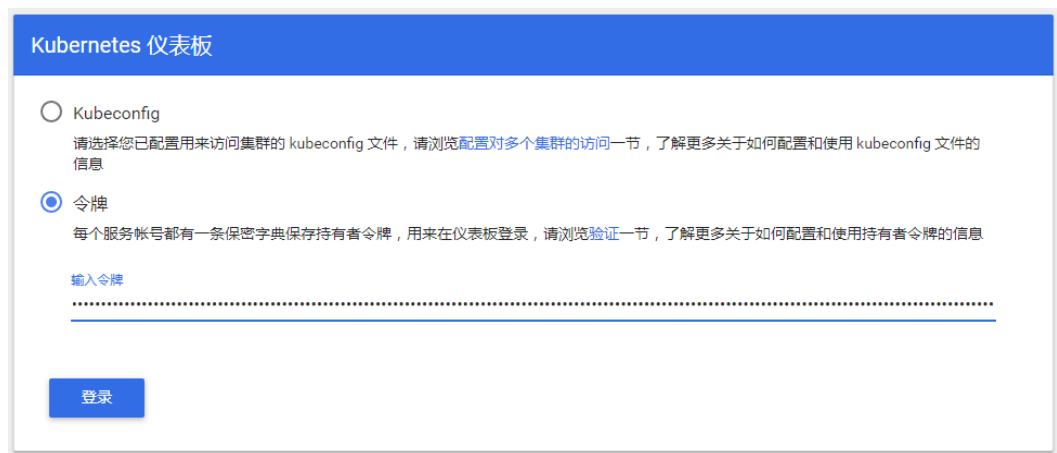 Kubernetes 仪表板
Kubeconfig
请选择您已配置用来访问集群的 kubeconfig 文件，请浏览配置对多个集群的访问一节，了解更多关于如何配置和使用 kubeconfig 文件的
信息
令牌
每个服务帐号都有一条保密字典保存持有者令牌，用来在仪表板登录，请浏览验证一节，了解更多关于如何配置和使用持有者令牌的信息
输入令牌
登录